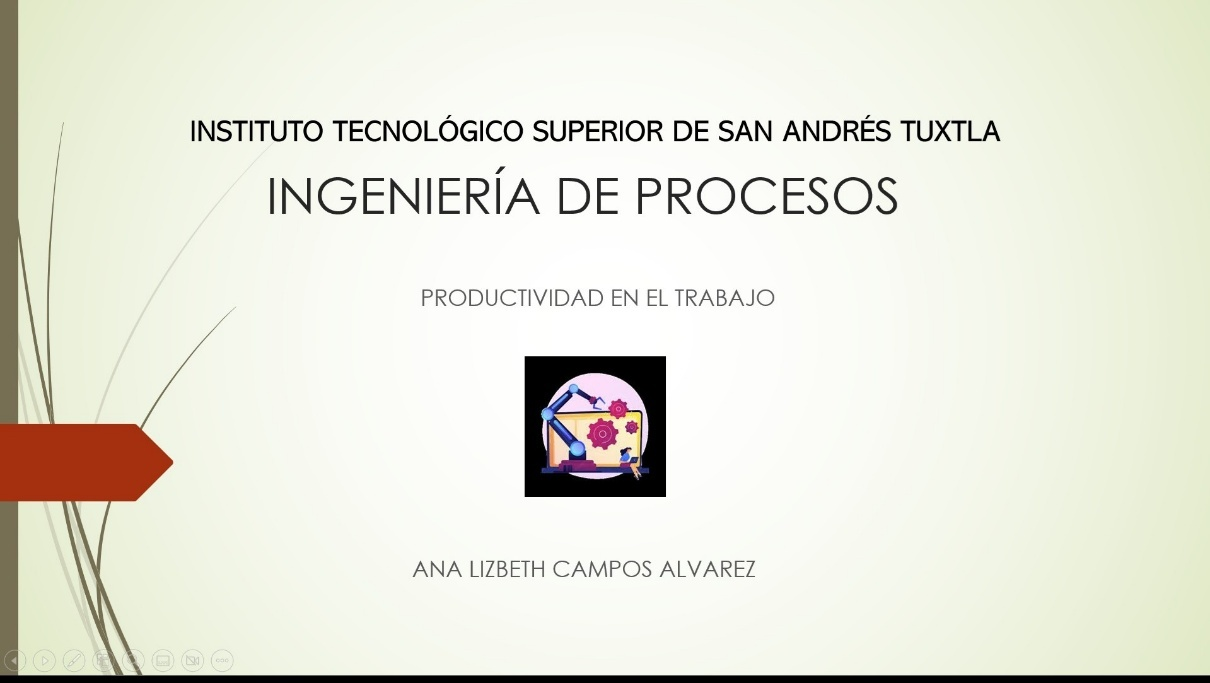 INSTITUTO TECNOLÓGICO SUPERIOR DE SAN ANDRÉS TUXTLA
INGENIERÍA DE PROCESOS
PRODUCTIVIDAD EN EL TRABAJO
ANA LIZBETH CAMPOS ALVAREZ